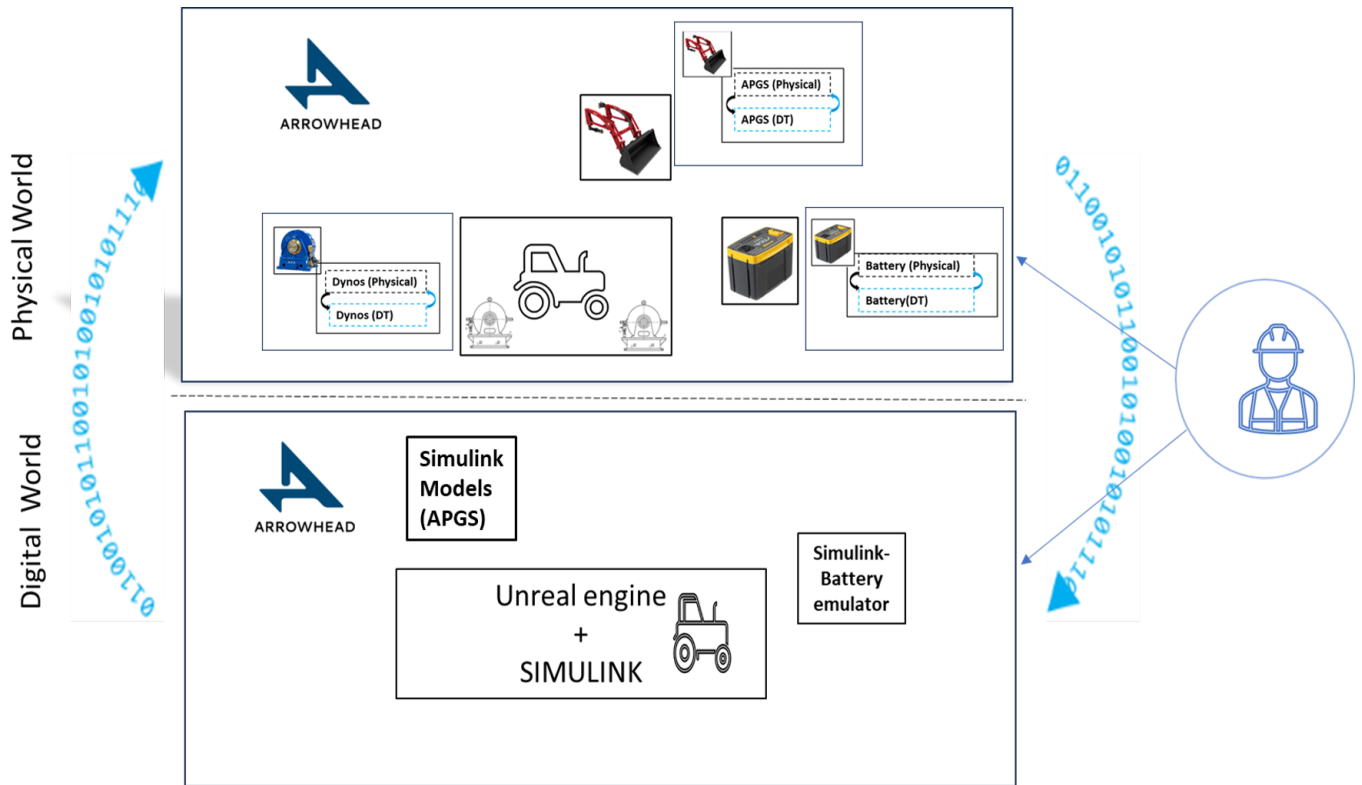 Physical World
ARROWHEAD
APGS (Physical)
APGS (DT)
Dynos (Physical)
Dynos (DT)
Battery (Physical)
Battery(DT)
Digital World
ARROWHEAD
Simulink
Models
(APGS)
Simulink-
Battery
emulator
Unreal engine
+
SIMULINK